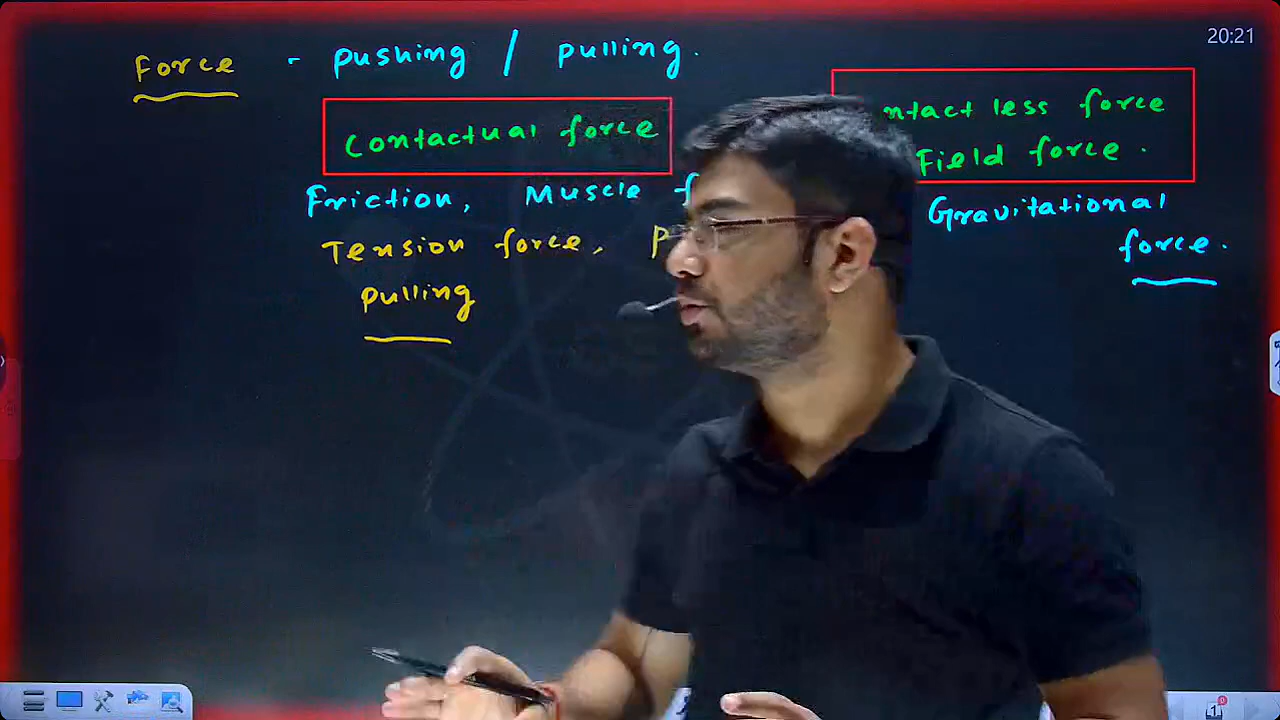 20:21
Force - pushing / pulling.
Contactual force
ntact less force
Field force.
Friction, Muscle f
Gravitational
force.
Tension force, P
pulling
1